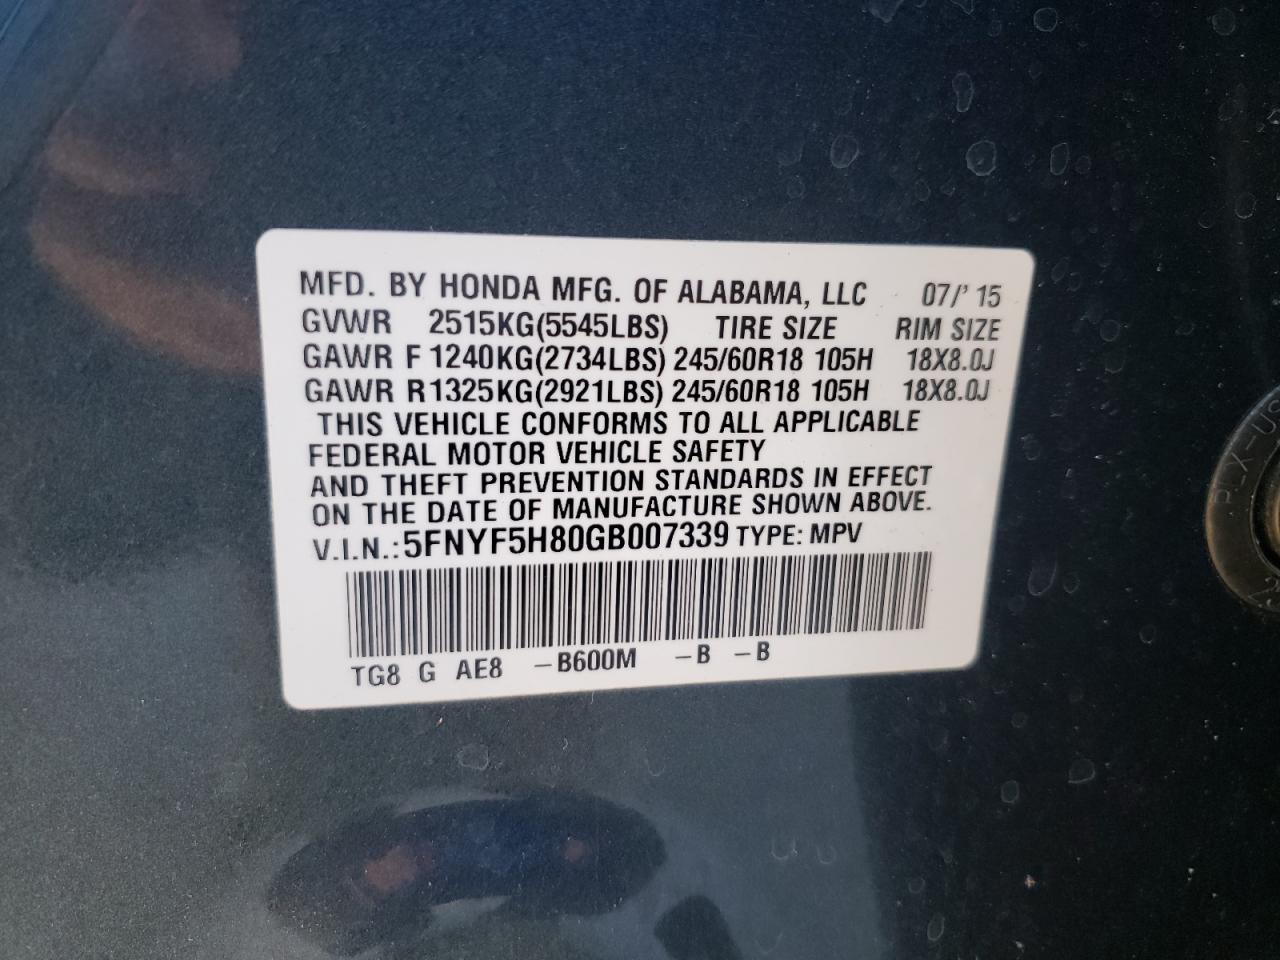 MFD. BY HONDA MFG. OF ALABAMA, LLC 07/' 15
GVWR 2515KG(5545LBS) TIRE SIZE RIM SIZE
GAWR F 1240KG(2734LBS) 245/60R18 105H 18X8.0J
GAWR R 1325KG(2921LBS) 245/60R18 105H 18X8.0J
THIS VEHICLE CONFORMS TO ALL APPLICABLE
FEDERAL MOTOR VEHICLE SAFETY
AND THEFT PREVENTION STANDARDS IN EFFECT
ON THE DATE OF MANUFACTURE SHOWN ABOVE.
V.I.N.: 5FNYF5H80GB007339 TYPE: MPV
TG8 G AE8 -B600M -B -B